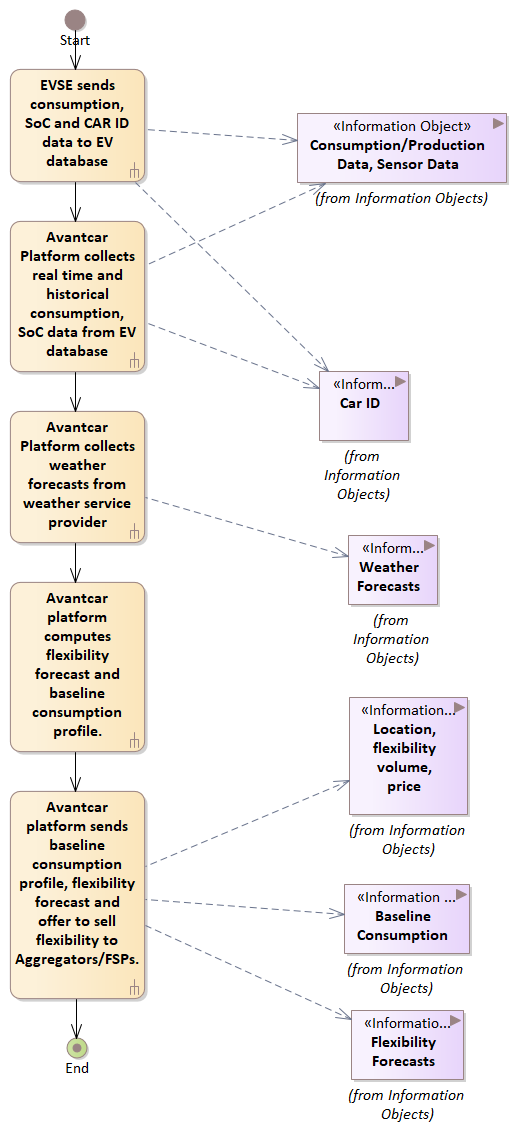 Start
EVSE sends
consumption,
SoC and CAR ID
data to EV
database
«Information Object»
Consumption/Production
Data, Sensor Data
(from Information Objects)
Avantcar
Platform collects
real time and
historical
consumption,
SoC data from EV
database
«Inform...
Car ID
(from
Information
Objects)
Avantcar
Platform collects
weather
forecasts from
weather service
provider
«Inform...
Weather
Forecasts
(from
Information
Objects)
Avantcar
platform
computes
flexibility
forecast and
baseline
consumption
profile.
«Information...
Location,
flexibility
volume,
price
(from Information
Objects)
Avantcar
platform sends
baseline
consumption
profile, flexibility
forecast and
offer to sell
flexibility to
Aggregators/FSPs.
«Information ...
Baseline
Consumption
(from Information
Objects)
«Informatio...
Flexibility
Forecasts
(from Information
Objects)
End